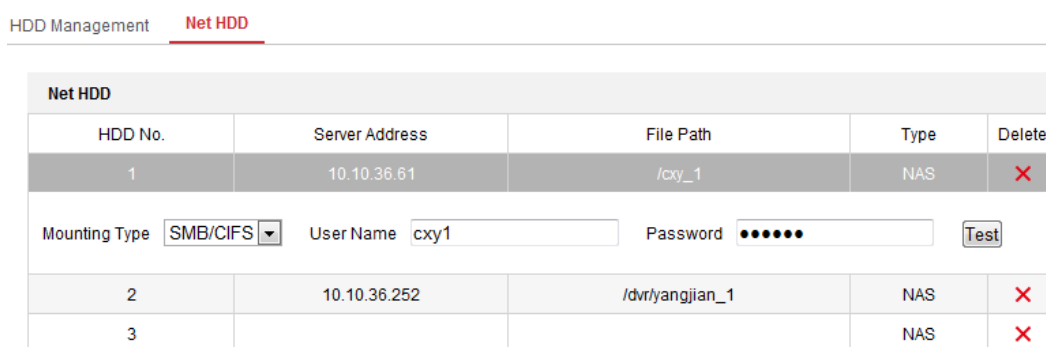 HDD Management Net HDD
Net HDD
HDD No. Server Address File Path Type Delete
1 10.10.36.61 /cxy_1 NAS
Mounting Type SMB/CIFS User Name cxy1 Password ●●●●●● Test
2 10.10.36.252 /dvr/yangjian_1 NAS
3 NAS